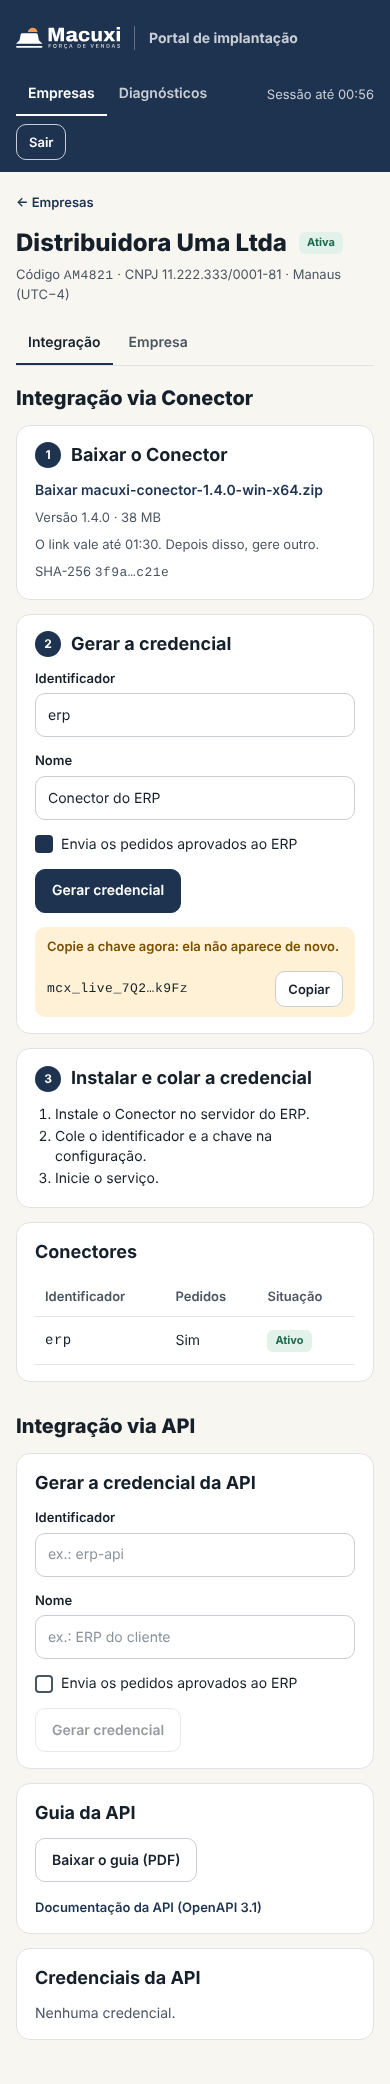 Macuxi
FORÇA DE VENDAS
Portal de implantação
Empresas
Diagnósticos
Sessão até 00:56
Sair
← Empresas
Distribuidora Uma Ltda
Ativa
Código AM4821 · CNPJ 11.222.333/0001-81 · Manaus
(UTC−4)
Integração
Empresa
Integração via Conector
1 Baixar o Conector
Baixar macuxi-conector-1.4.0-win-x64.zip
Versão 1.4.0 · 38 MB
O link vale até 01:30. Depois disso, gere outro.
SHA-256 3f9a…c21e
2 Gerar a credencial
Identificador
erp
Nome
Conector do ERP
Envia os pedidos aprovados ao ERP
Gerar credencial
Copie a chave agora: ela não aparece de novo.
mcx_live_7Q2…k9Fz
Copiar
3 Instalar e colar a credencial
1. Instale o Conector no servidor do ERP.
2. Cole o identificador e a chave na
configuração.
3. Inicie o serviço.
Conectores
Identificador Pedidos Situação
erp Sim Ativo
Integração via API
Gerar a credencial da API
Identificador
ex.: erp-api
Nome
ex.: ERP do cliente
Envia os pedidos aprovados ao ERP
Gerar credencial
Guia da API
Baixar o guia (PDF)
Documentação da API (OpenAPI 3.1)
Credenciais da API
Nenhuma credencial.